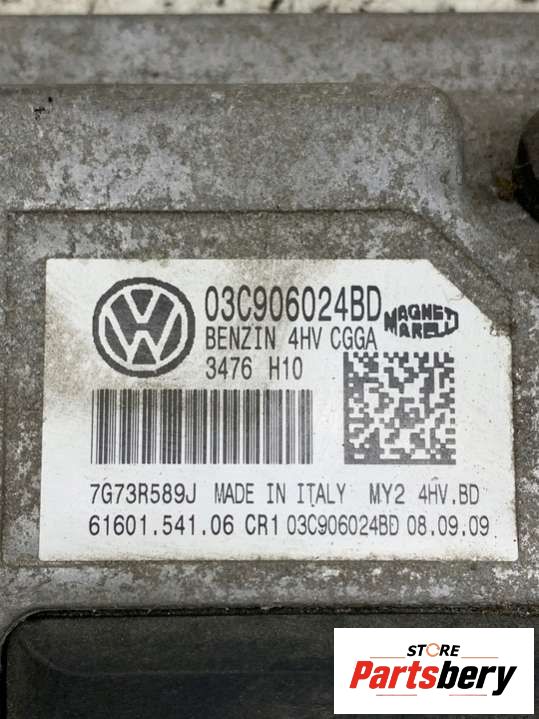 03C906024BD
BENZIN 4HV CGGA
MAGNETI
MARELLI
3476 H10
7G73R589J MADE IN ITALY MY2 4HV.BD
61601.541.06 CR1 03C906024BD 08.09.09
STORE
Partsbery